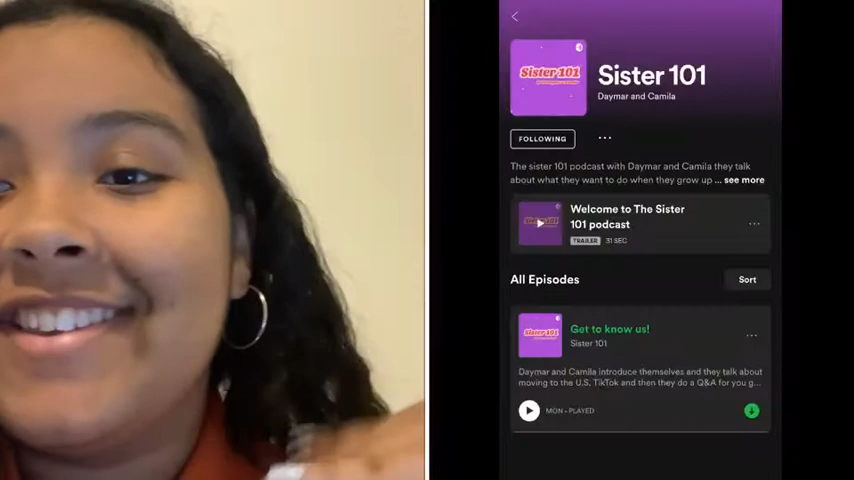 Sister 101
Sister 101
Daymar and Camila
FOLLOWING
The sister 101 podcast with Daymar and Camila they talk
about what they want to do when they grow up ... see more
Welcome to The Sister
101 podcast
TRAILER 31 SEC
All Episodes
Sort
Sister 101
Get to know us!
Sister 101
Daymar and Camila introduce themselves and they talk about
moving to the U.S, TikTok and then they do a Q&A for you g...
MON • PLAYED